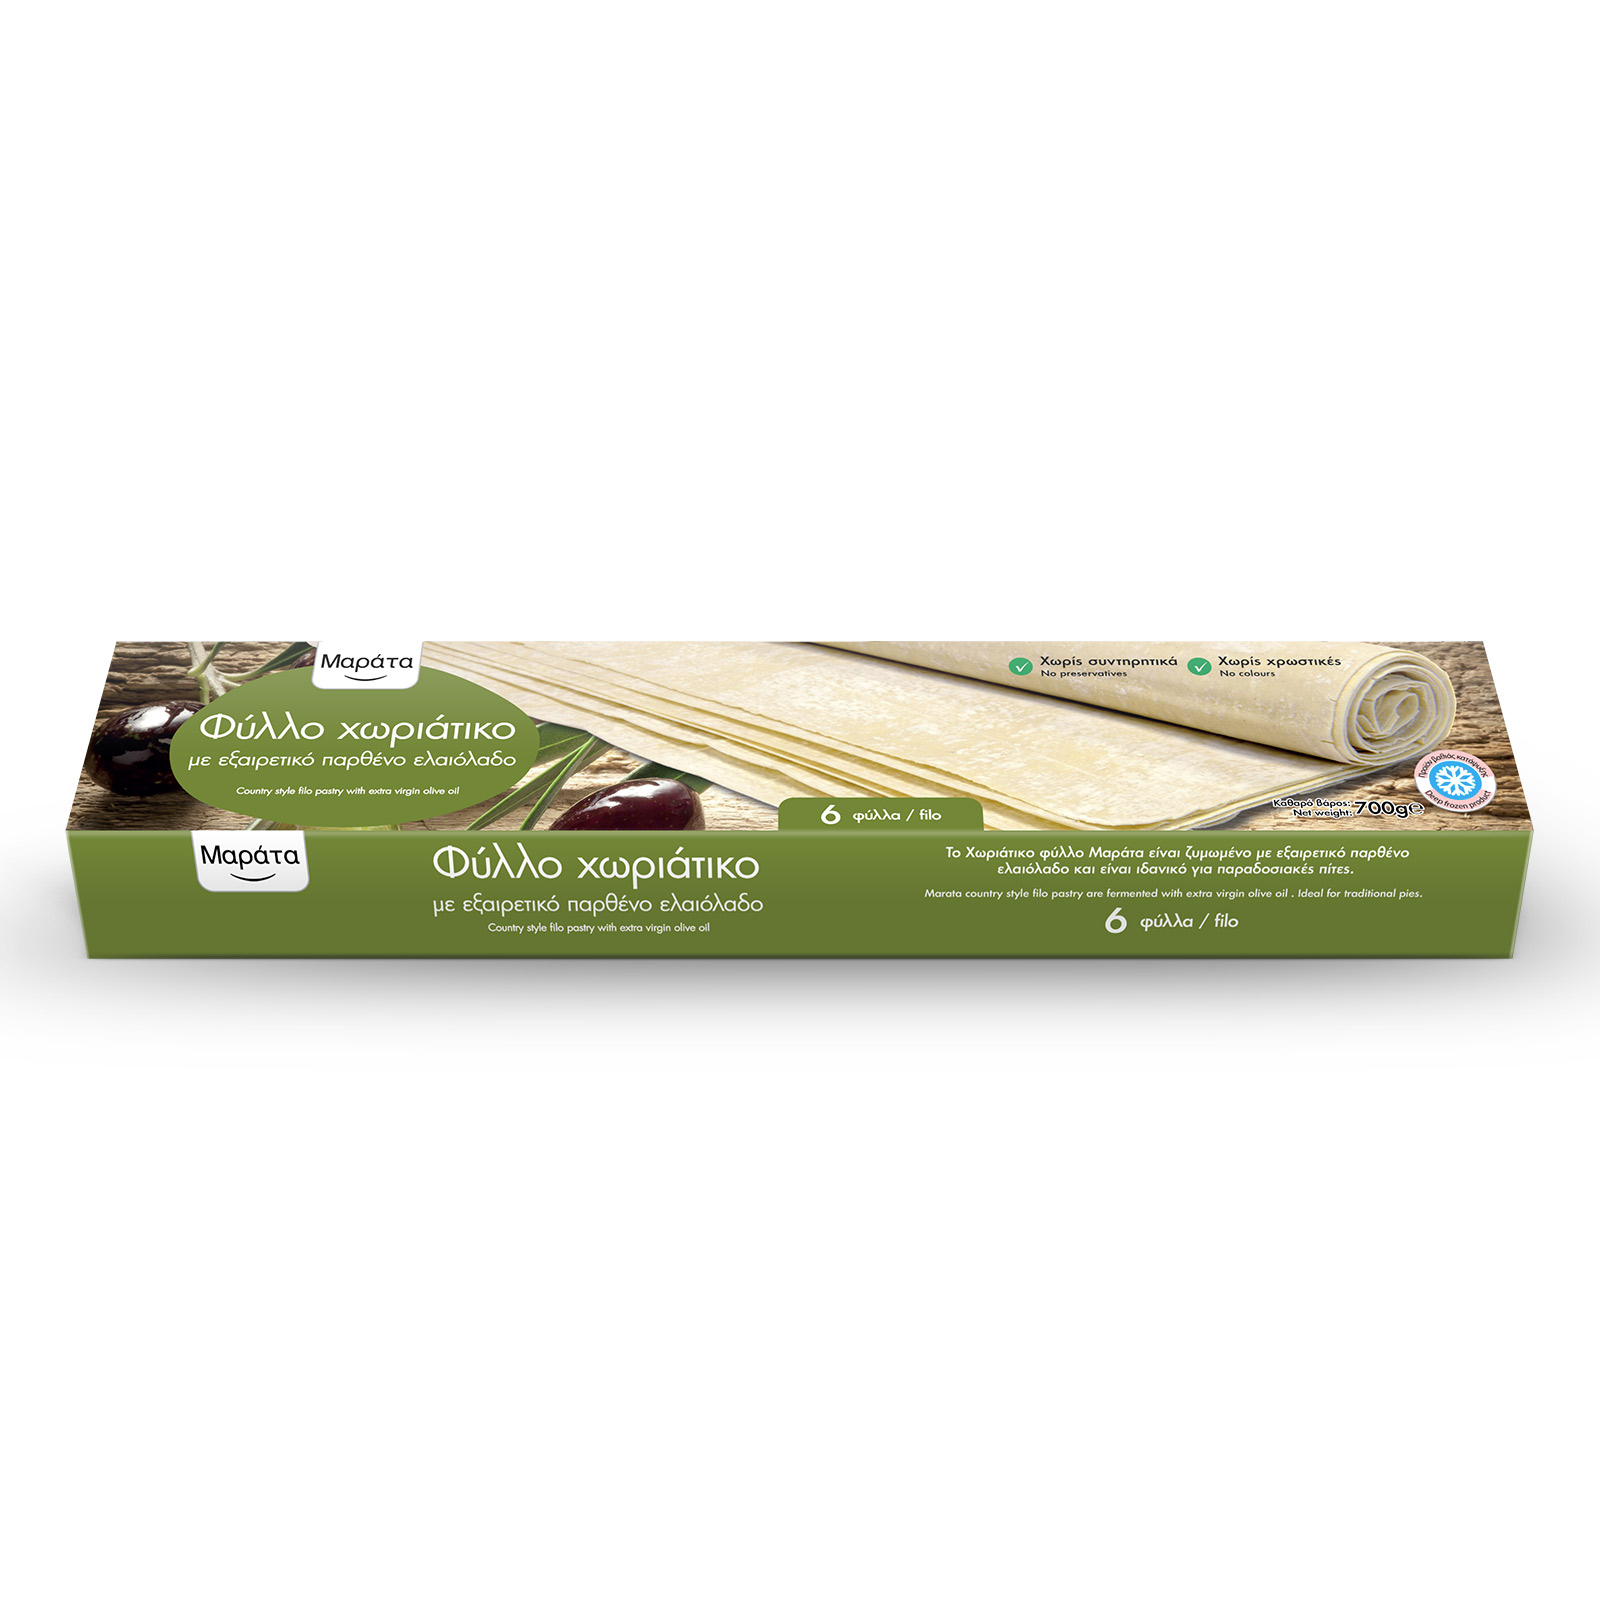 Μαράτα
Φύλλο χωριάτικο
με εξαιρετικό παρθένο ελαιόλαδο
Country style filo pastry with extra virgin olive oil
Χωρίς συντηρητικά
No preservatives
Χωρίς χρωστικές
No colours
6 φύλλα / filo
Καθαρό βάρος:
Net weight: 700g℮
Προϊόν βαθιάς κατάψυξης
Deep frozen product
Μαράτα
Φύλλο χωριάτικο
με εξαιρετικό παρθένο ελαιόλαδο
Country style filo pastry with extra virgin olive oil
Το Χωριάτικο φύλλο Μαράτα είναι ζυμωμένο με εξαιρετικό παρθένο
ελαιόλαδο και είναι ιδανικό για παραδοσιακές πίτες.
Marata country style filo pastry are fermented with extra virgin olive oil . Ideal for traditional pies.
6 φύλλα / filo